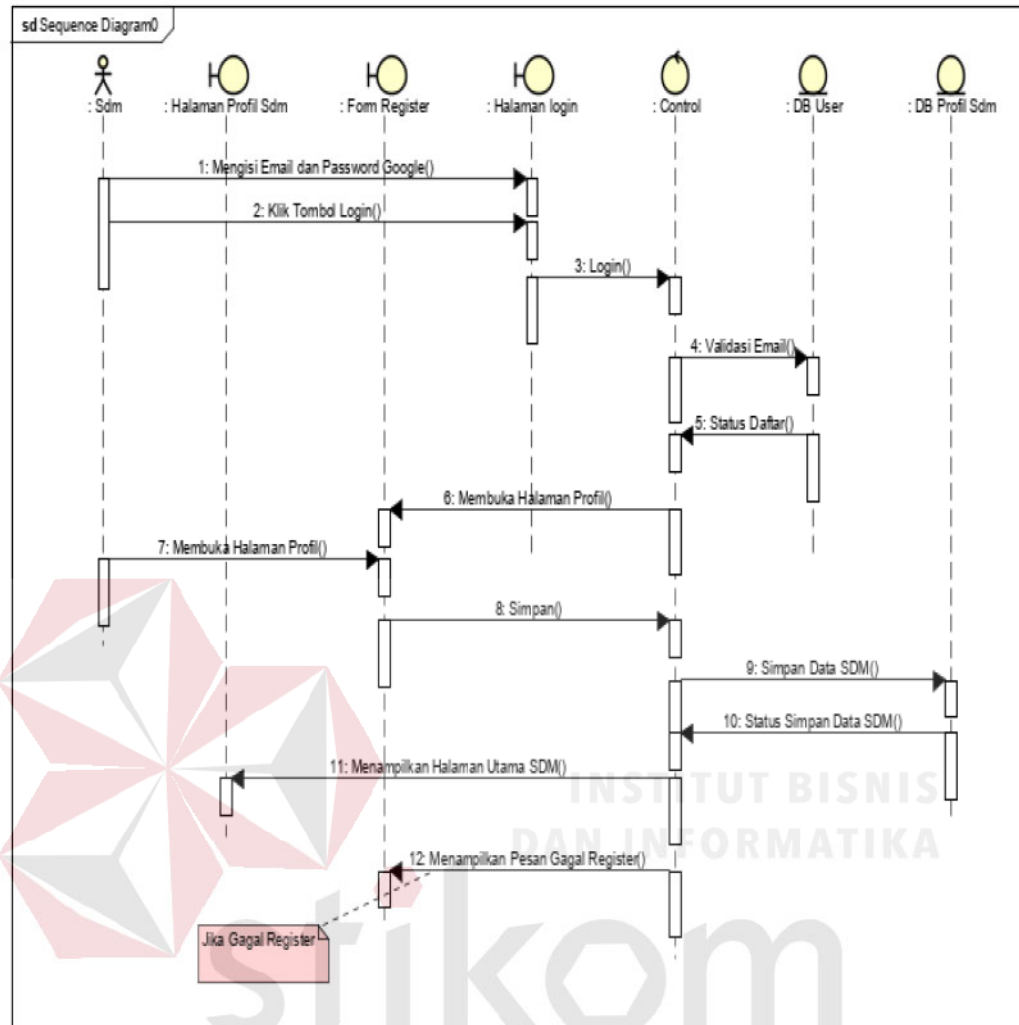 sd Sequence Diagram0
: Sdm
: Halaman Profil Sdm
: Form Register
: Halaman login
: Control
: DB User
: DB Profil Sdm
1: Mengisi Email dan Password Google()
2: Klik Tombol Login()
3: Login()
4: Validasi Email()
5: Status Daftar()
6: Membuka Halaman Profil()
7: Membuka Halaman Profil()
8: Simpan()
9: Simpan Data SDM()
10: Status Simpan Data SDM()
11: Menampilkan Halaman Utama SDM()
INSTITUT BISNIS
DAN INFORMATIKA
12: Menampilkan Pesan Gagal Register()
Jika Gagal Register
stikom